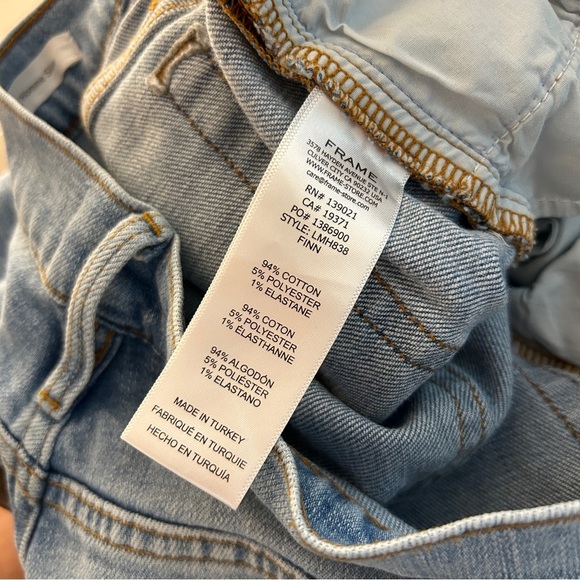 FRAME
3578 HAYDEN AVENUE STE N-1
CULVER CITY CA 90232 USA
WWW.FRAME-STORE.COM
care@frame-store.com
RN# 139021
CA# 19371
PO# 1386900
STYLE: LMH838
FINN
94% COTTON
5% POLYESTER
1% ELASTANE
94% COTON
5% POLYESTER
1% ELASTHANNE
94% ALGODÓN
5% POLIÉSTER
1% ELASTANO
MADE IN TURKEY
FABRIQUÉ EN TURQUIE
HECHO EN TURQUÍA